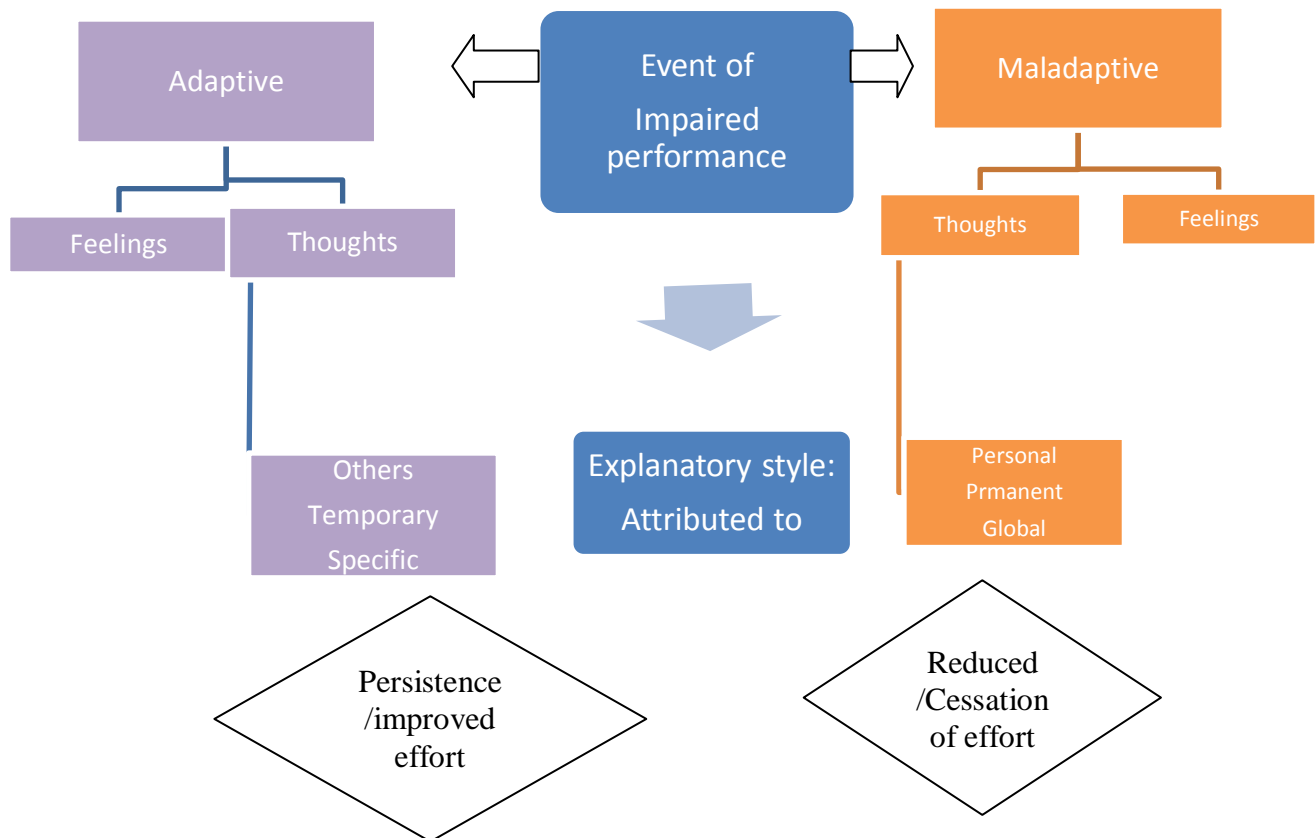 Adaptive
Event of
Impaired
performance
Maladaptive
Feelings
Thoughts
Thoughts
Feelings
Others
Temporary
Specific
Explanatory style:
Attributed to
Personal
Prmanent
Global
Persistence
/improved
effort
Reduced
/Cessation
of effort